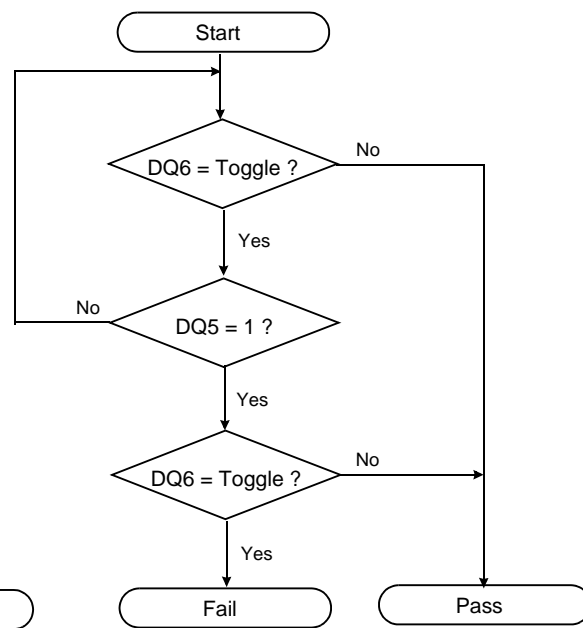 Start
DQ6 = Toggle ?
No
Yes
No
DQ5 = 1 ?
Yes
DQ6 = Toggle ?
No
Yes
Fail
Pass